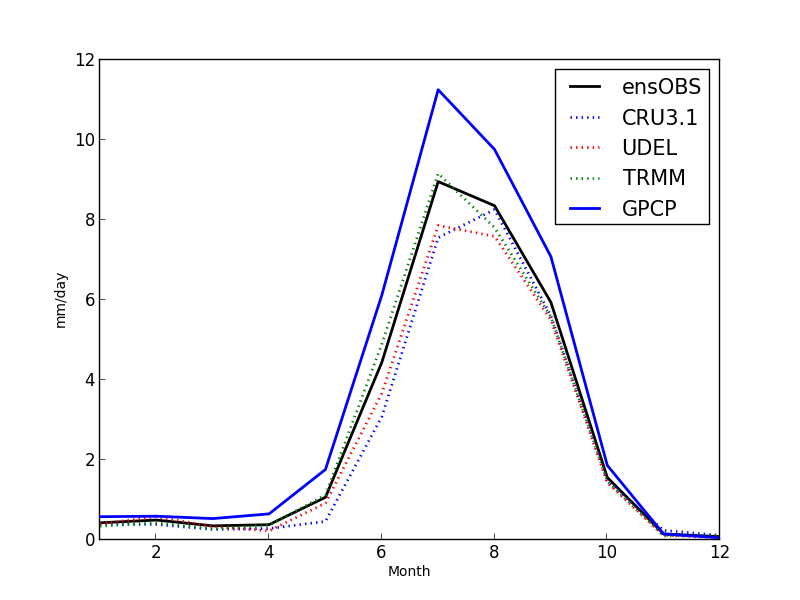 12
10
8
6
4
2
0
mm/day
2
4
6
8
10
12
Month
ensOBS
CRU3.1
UDEL
TRMM
GPCP